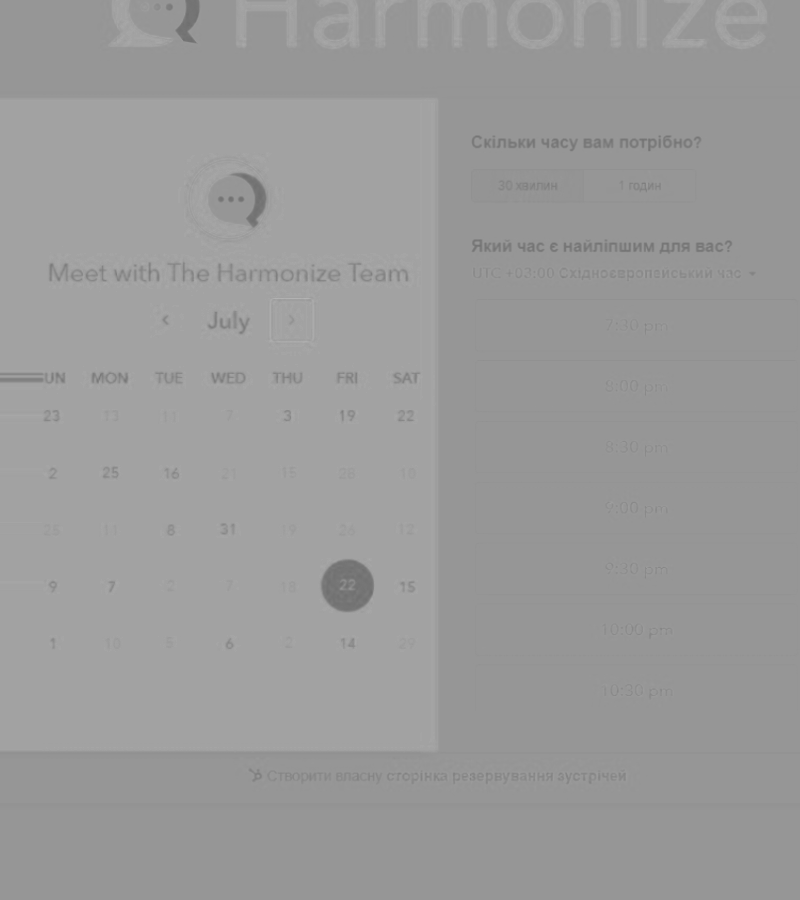 Harmonize
Meet with The Harmonize Team
July
UN MON TUE WED THU FRI SAT
23 13 11 7 3 19 22
2 25 16 21 15 28 10
25 11 8 31 19 26 12
9 7 2 7 18 22 15
1 10 5 6 2 14 29
Скільки часу вам потрібно?
30 хвилин 1 годин
Який час є найліпшим для вас?
UTC +03:00 Східноєвропейський час
7:30 pm
8:00 pm
8:30 pm
9:00 pm
9:30 pm
10:00 pm
10:30 pm
Створити власну сторінка резервування зустрічей